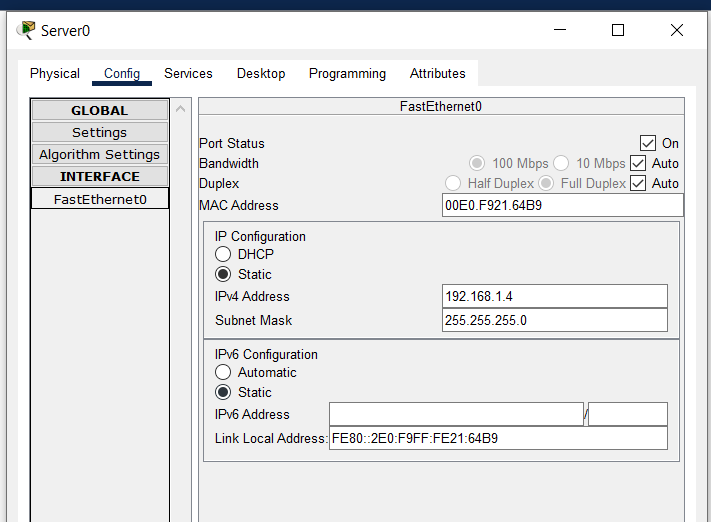 Server0
Physical Config Services Desktop Programming Attributes
GLOBAL
Settings
Algorithm Settings
INTERFACE
FastEthernet0
FastEthernet0
Port Status On
Bandwidth 100 Mbps 10 Mbps Auto
Duplex Half Duplex Full Duplex Auto
MAC Address 00E0.F921.64B9
IP Configuration
DHCP
Static
IPv4 Address 192.168.1.4
Subnet Mask 255.255.255.0
IPv6 Configuration
Automatic
Static
IPv6 Address /
Link Local Address: FE80::2E0:F9FF:FE21:64B9